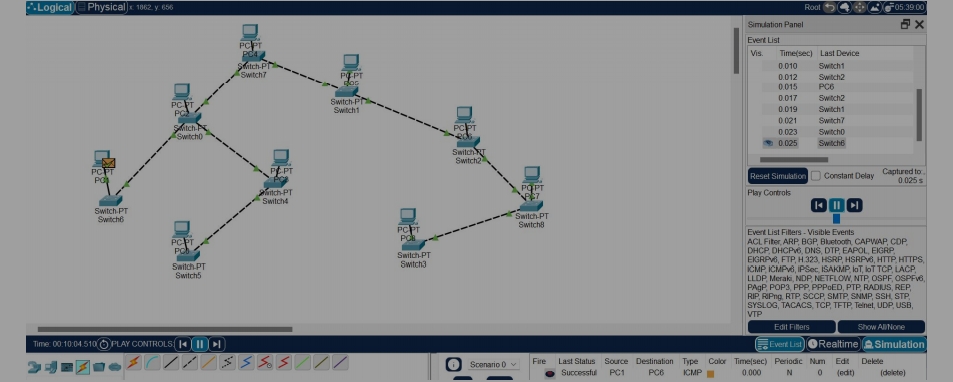 Logical Physical x: 1862, y: 656 Root 05:39:00
PC-PT
PC4
Switch-PT
Switch7
PC-PT
Switch-PT
Switch1
PC-PT
PC2
Switch-PT
Switch0
PC-PT
Switch-PT
Switch2
PC-PT
Switch-PT
Switch6
PC-PT
Switch-PT
Switch4
PC-PT
PC7
Switch-PT
Switch8
PC-PT
Switch-PT
Switch5
PC-PT
Switch-PT
Switch3
Simulation Panel
Event List
Vis. Time(sec) Last Device
0.010 Switch1
0.012 Switch2
0.015 PC6
0.017 Switch2
0.019 Switch1
0.021 Switch7
0.023 Switch0
0.025 Switch6
Reset Simulation Constant Delay Captured to:
0.025 s
Play Controls
Event List Filters - Visible Events
ACL Filter, ARP, BGP, Bluetooth, CAPWAP, CDP,
DHCP, DHCPv6, DNS, DTP, EAPOL, EIGRP,
EIGRPv6, FTP, H.323, HSRP, HSRPv6, HTTP, HTTPS,
ICMP, ICMPv6, IPSec, ISAKMP, IoT, IoT TCP, LACP,
LLDP, Meraki, NDP, NETFLOW, NTP, OSPF, OSPFv6,
PAgP, POP3, PPP, PPPoED, PTP, RADIUS, REP,
RIP, RIPng, RTP, SCCP, SMTP, SNMP, SSH, STP,
SYSLOG, TACACS, TCP, TFTP, Telnet, UDP, USB,
VTP
Edit Filters Show All/None
Time: 00:10:04.510 PLAY CONTROLS: Event List Realtime Simulation
Scenario 0 Fire Last Status Source Destination Type Color Time(sec) Periodic Num Edit Delete
Successful PC1 PC6 ICMP 0.000 N 0 (edit) (delete)